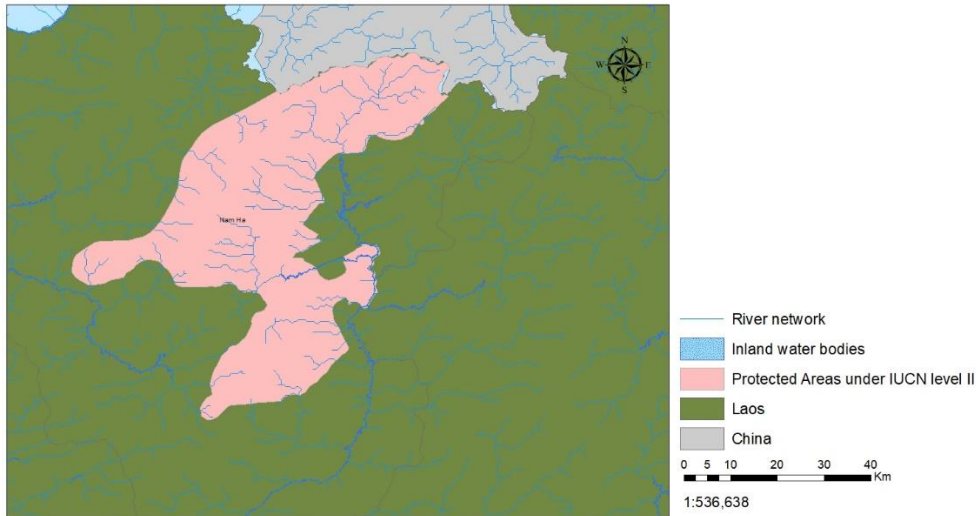 N
W E
S
Nam Ha
River network
Inland water bodies
Protected Areas under IUCN level II
Laos
China
0 5 10 20 30 40
Km
1:536,638